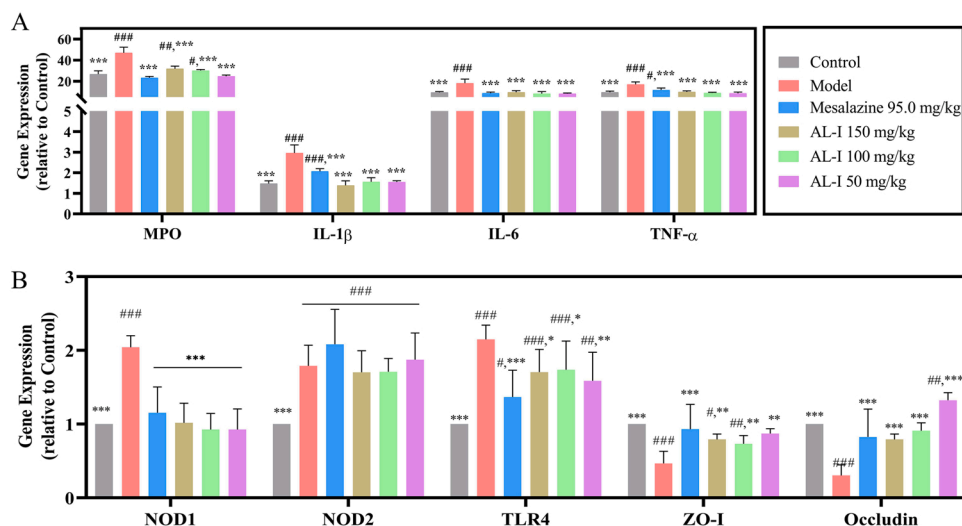 A
Gene Expression
(relative to Control)
60
40
20
5
4
3
2
1
0
*** ### *** ##,*** #,*** ***
*** ### ###,*** *** *** ***
*** ### *** *** *** ***
*** ### #,*** *** *** ***
MPO IL-1β IL-6 TNF-α
Control
Model
Mesalazine 95.0 mg/kg
AL-I 150 mg/kg
AL-I 100 mg/kg
AL-I 50 mg/kg
B
Gene Expression
(relative to Control)
3
2
1
0
*** ### ***
*** ###
*** ### #,*** ###,* ###,* ##,**
*** ### *** #,** ##,** **
*** ### *** *** *** ##,***
NOD1 NOD2 TLR4 ZO-I Occludin